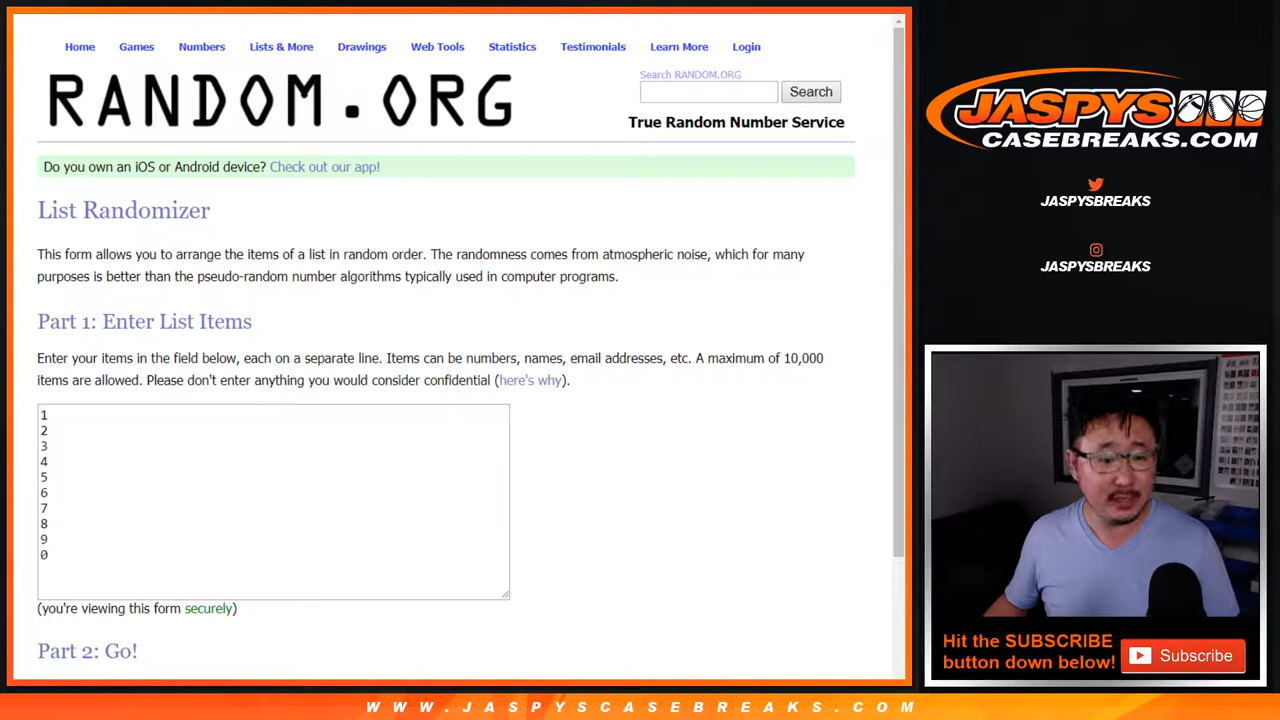 Home Games Numbers Lists & More Drawings Web Tools Statistics Testimonials Learn More Login
RANDOM.ORG
Search RANDOM.ORG
Search
True Random Number Service
Do you own an iOS or Android device? Check out our app!
List Randomizer
This form allows you to arrange the items of a list in random order. The randomness comes from atmospheric noise, which for many
purposes is better than the pseudo-random number algorithms typically used in computer programs.
Part 1: Enter List Items
Enter your items in the field below, each on a separate line. Items can be numbers, names, email addresses, etc. A maximum of 10,000
items are allowed. Please don't enter anything you would consider confidential (here's why).
1
2
3
4
5
6
7
8
9
0
(you're viewing this form securely)
Part 2: Go!
JASPYS
CASEBREAKS.COM
JASPYSBREAKS
JASPYSBREAKS
Hit the SUBSCRIBE
button down below!
Subscribe
WWW.JASPYSCASEBREAKS.COM